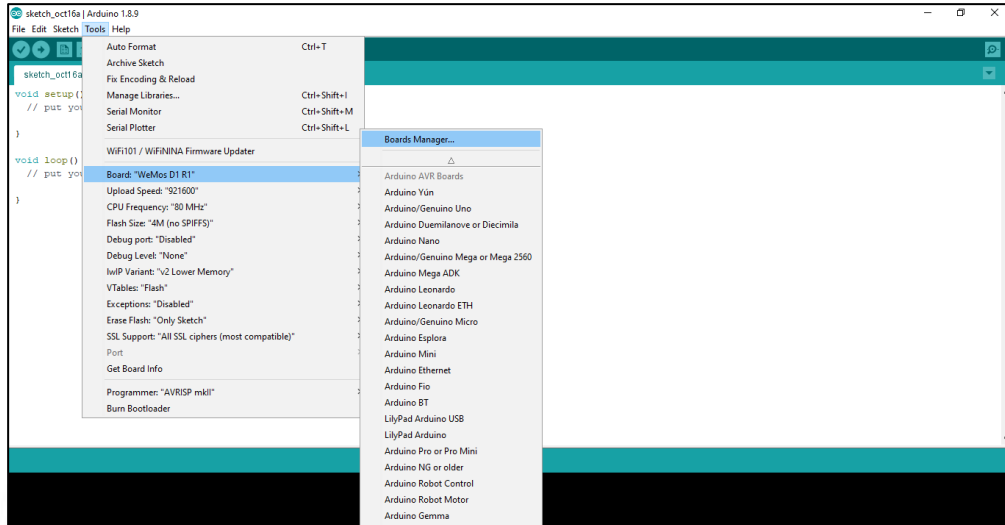 sketch_oct16a | Arduino 1.8.9
File Edit Sketch Tools Help
sketch_oct16a
void setup()
// put you
}
void loop()
// put you
}
Auto Format Ctrl+T
Archive Sketch
Fix Encoding & Reload
Manage Libraries... Ctrl+Shift+I
Serial Monitor Ctrl+Shift+M
Serial Plotter Ctrl+Shift+L
WiFi101 / WiFiNINA Firmware Updater
Board: "WeMos D1 R1"
Upload Speed: "921600"
CPU Frequency: "80 MHz"
Flash Size: "4M (no SPIFFS)"
Debug port: "Disabled"
Debug Level: "None"
IwIP Variant: "v2 Lower Memory"
VTables: "Flash"
Exceptions: "Disabled"
Erase Flash: "Only Sketch"
SSL Support: "All SSL ciphers (most compatible)"
Port
Get Board Info
Programmer: "AVRISP mkII"
Burn Bootloader
Boards Manager...
Arduino AVR Boards
Arduino Yún
Arduino/Genuino Uno
Arduino Duemilanove or Diecimila
Arduino Nano
Arduino/Genuino Mega or Mega 2560
Arduino Mega ADK
Arduino Leonardo
Arduino Leonardo ETH
Arduino/Genuino Micro
Arduino Esplora
Arduino Mini
Arduino Ethernet
Arduino Fio
Arduino BT
LilyPad Arduino USB
LilyPad Arduino
Arduino Pro or Pro Mini
Arduino NG or older
Arduino Robot Control
Arduino Robot Motor
Arduino Gemma